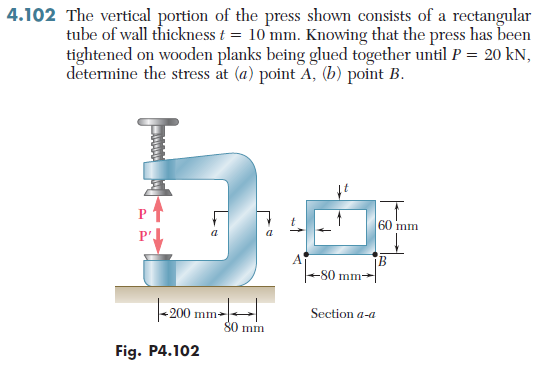 4.102 The vertical portion of the press shown consists of a rectangular
tube of wall thickness t = 10 mm. Knowing that the press has been
tightened on wooden planks being glued together until P = 20 kN,
determine the stress at (a) point A, (b) point B.
t
P
t
60 mm
P'
a
a
A
B
80 mm
200 mm
Section a-a
80 mm
Fig. P4.102